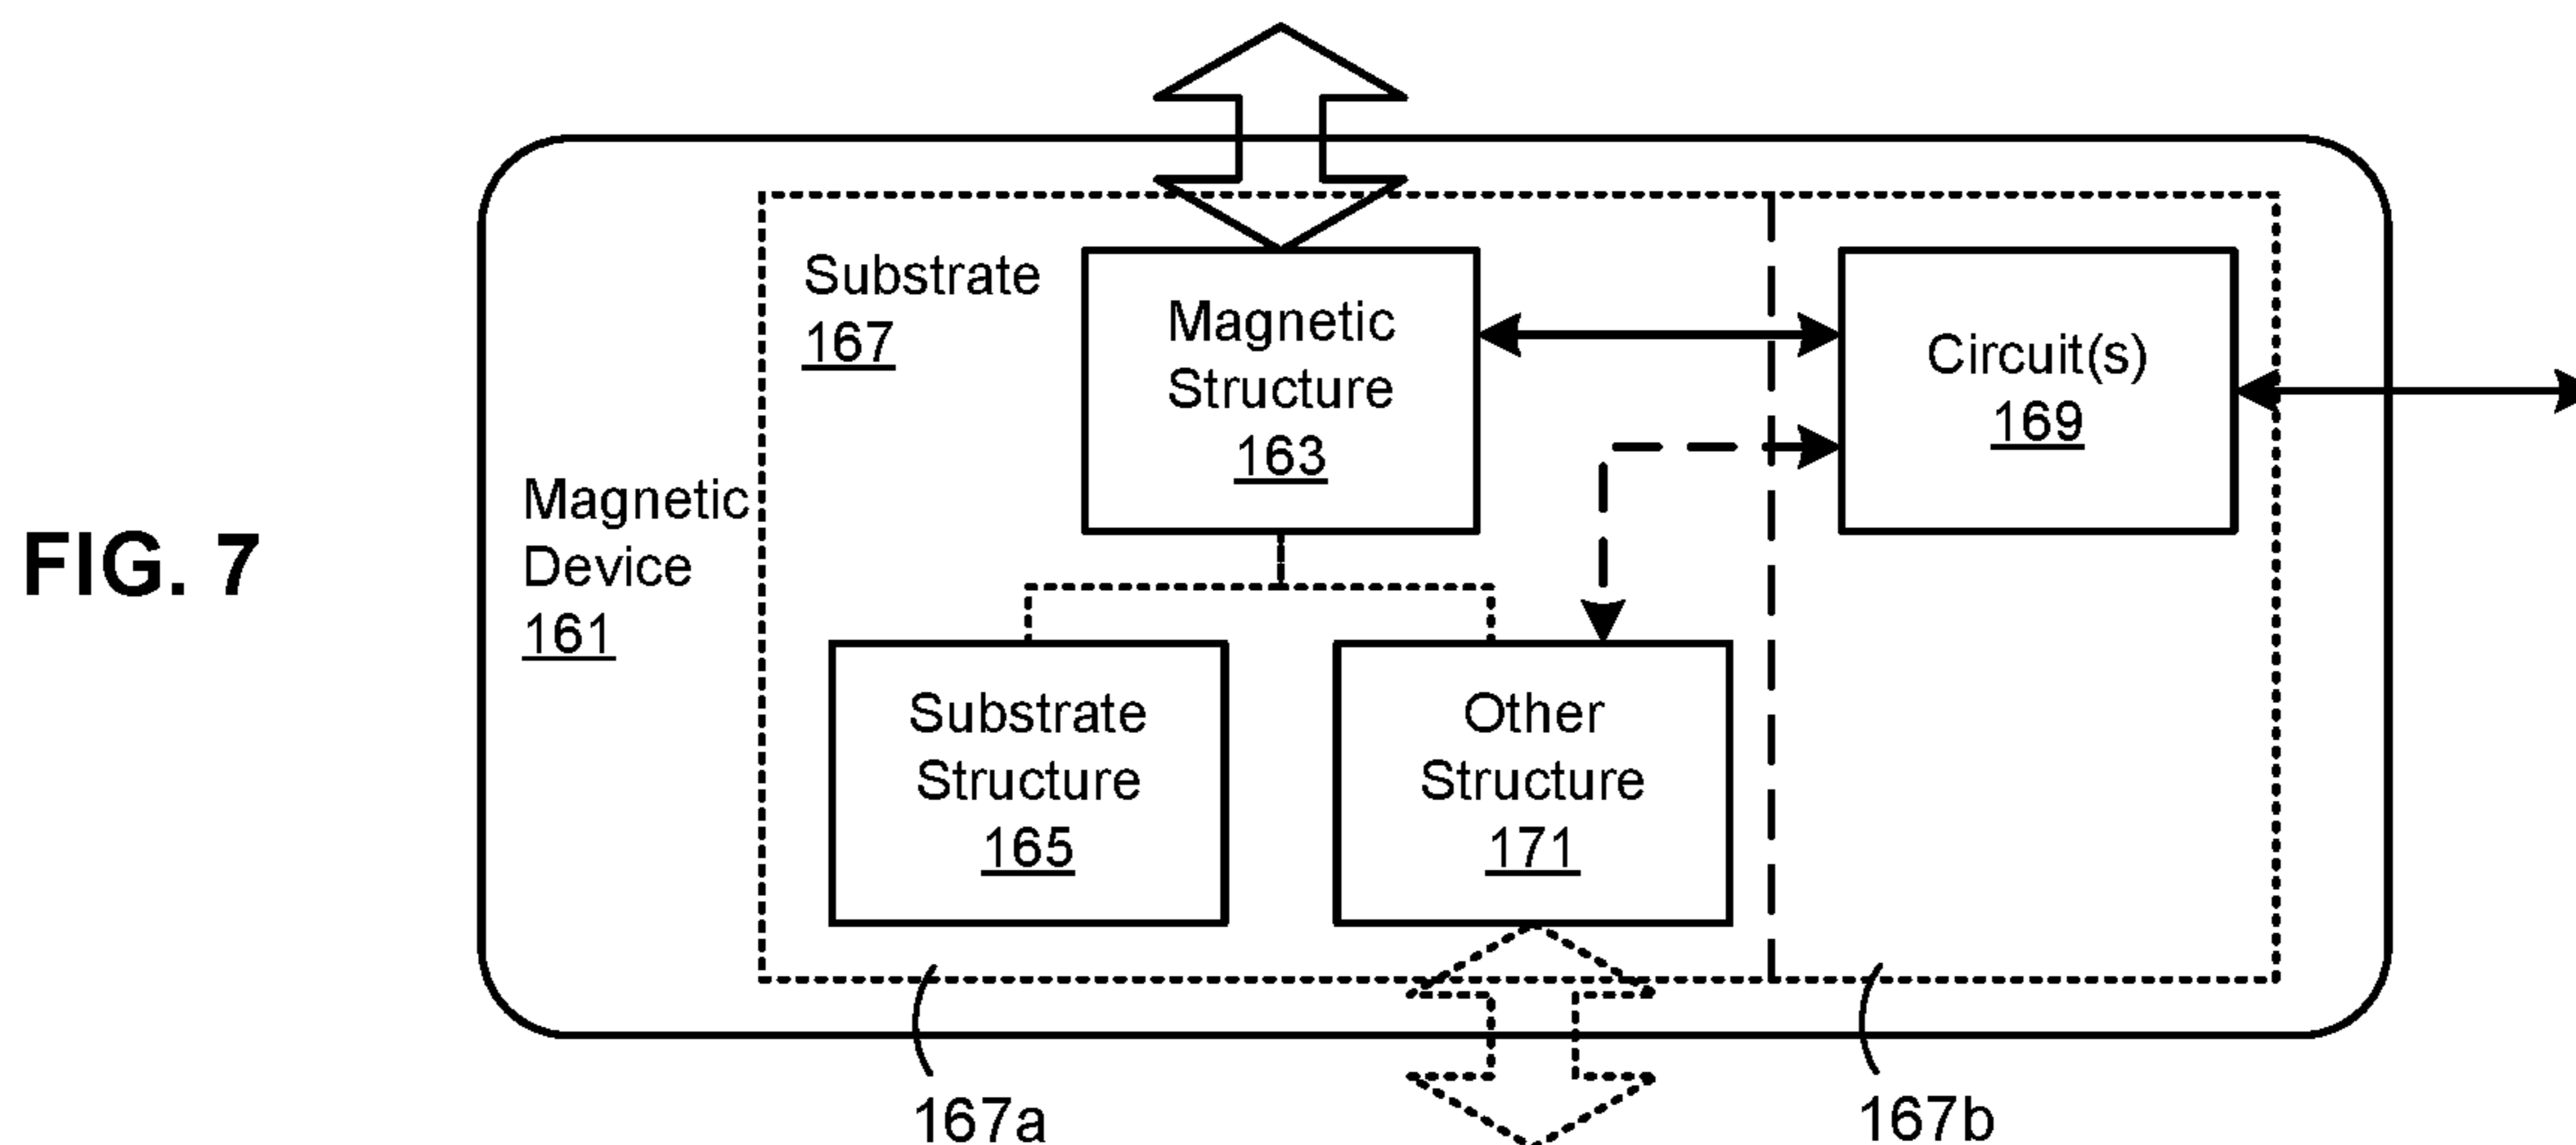 FIG. 7
Magnetic
Device
161
Substrate
167
Magnetic
Structure
163
Circuit(s)
169
Substrate
Structure
165
Other
Structure
171
167a
167b